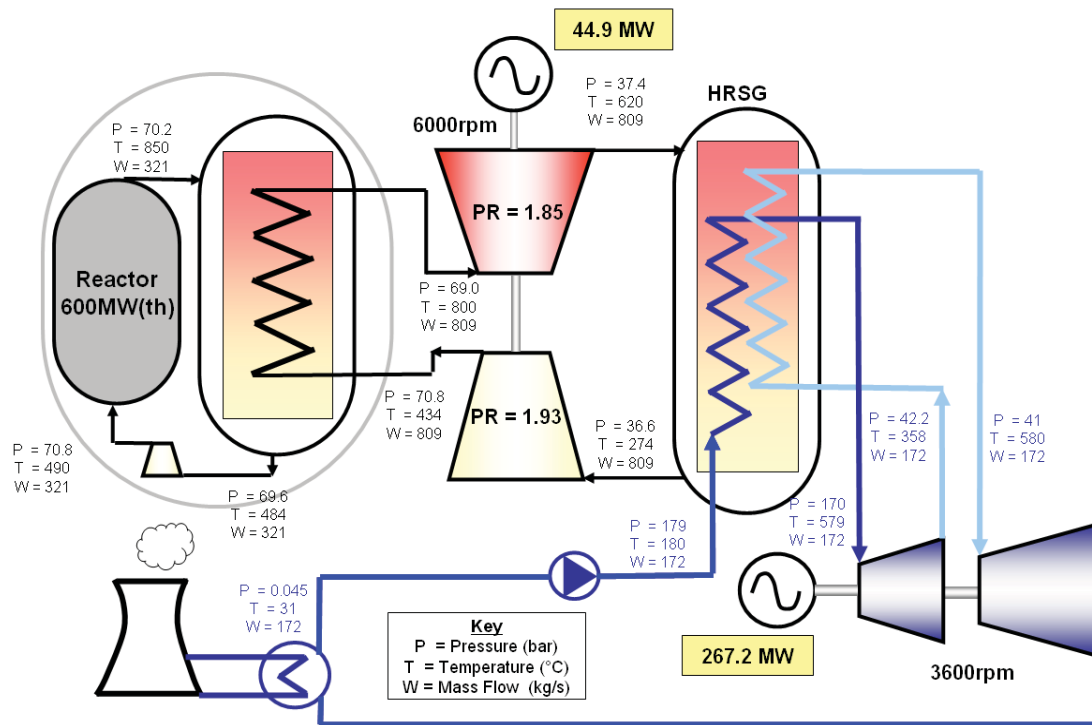 44.9 MW
P = 37.4
T = 620
W = 809
HRSG
6000rpm
P = 70.2
T = 850
W = 321
PR = 1.85
Reactor
600MW(th)
P = 69.0
T = 800
W = 809
PR = 1.93
P = 70.8
T = 434
W = 809
P = 36.6
T = 274
W = 809
P = 42.2
T = 358
W = 172
P = 41
T = 580
W = 172
P = 70.8
T = 490
W = 321
P = 69.6
T = 484
W = 321
P = 170
T = 579
W = 172
P = 179
T = 180
W = 172
P = 0.045
T = 31
W = 172
Key
P = Pressure (bar)
T = Temperature (°C)
W = Mass Flow (kg/s)
267.2 MW
3600rpm